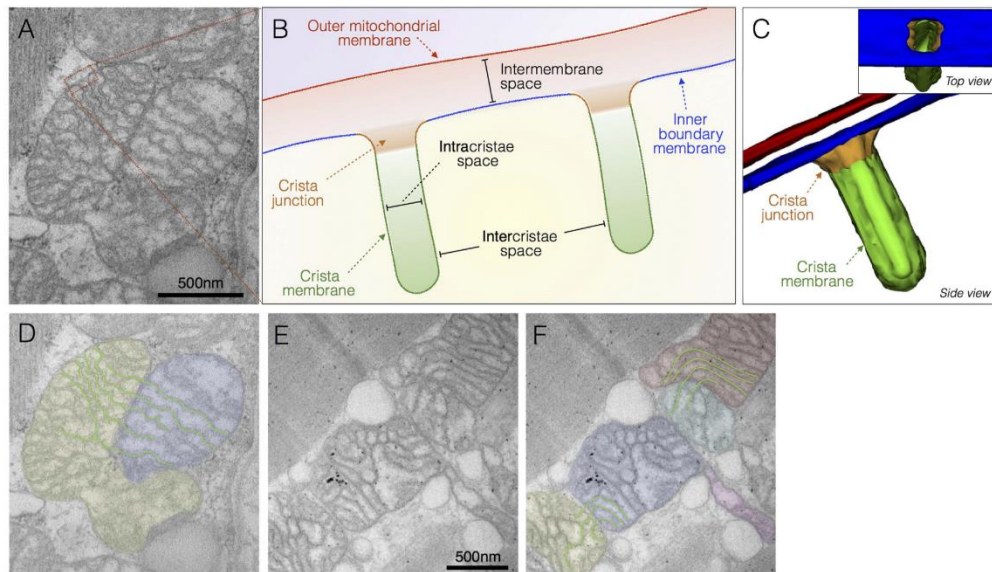 A
500nm
B
Outer mitochondrial
membrane
Intermembrane
space
Inner
boundary
membrane
Intracristae
space
Crista
junction
Intercristae
space
Crista
membrane
C
Top view
Crista
junction
Crista
membrane
Side view
D
E
500nm
F